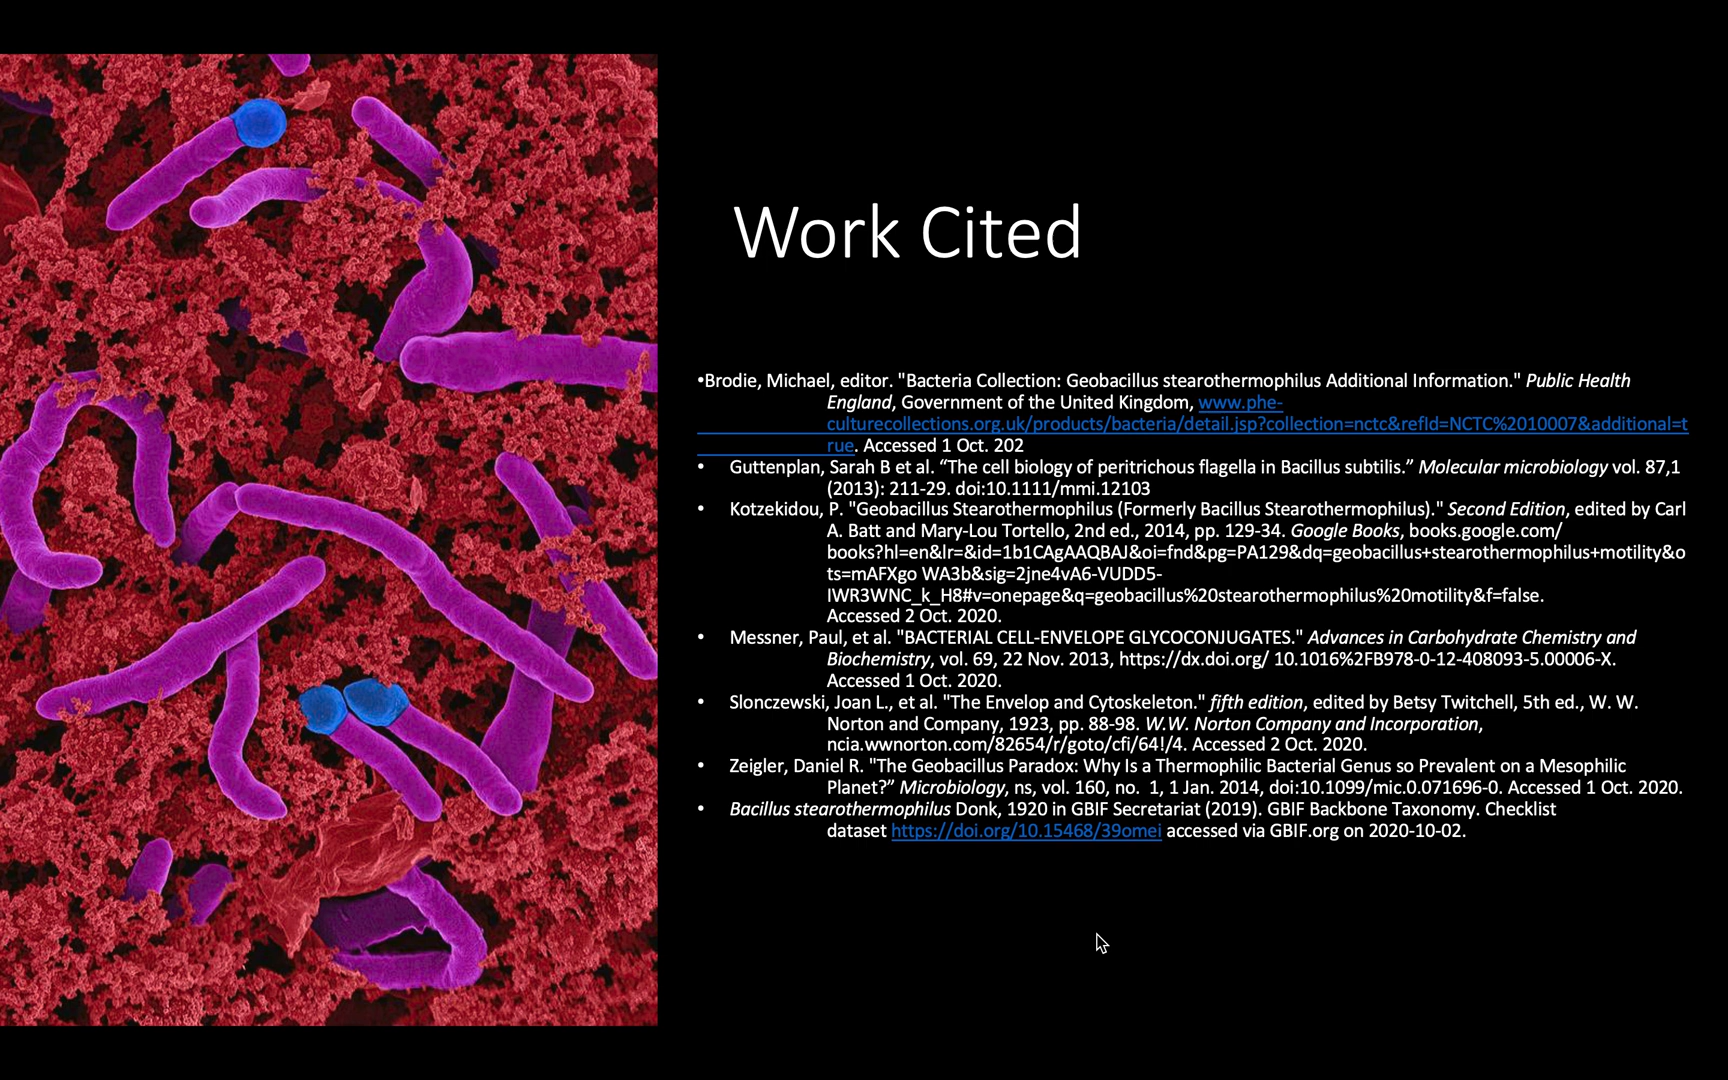 Work Cited
•Brodie, Michael, editor. "Bacteria Collection: Geobacillus stearothermophilus Additional Information." Public Health
England, Government of the United Kingdom, www.phe-
culturecollections.org.uk/products/bacteria/detail.jsp?collection=nctc&refId=NCTC%2010007&additional=t
rue. Accessed 1 Oct. 202
• Guttenplan, Sarah B et al. “The cell biology of peritrichous flagella in Bacillus subtilis.” Molecular microbiology vol. 87,1
(2013): 211-29. doi:10.1111/mmi.12103
• Kotzekidou, P. "Geobacillus Stearothermophilus (Formerly Bacillus Stearothermophilus)." Second Edition, edited by Carl
A. Batt and Mary-Lou Tortello, 2nd ed., 2014, pp. 129-34. Google Books, books.google.com/
books?hl=en&lr=&id=1b1CAgAAQBAJ&oi=fnd&pg=PA129&dq=geobacillus+stearothermophilus+motility&o
ts=mAFXgo WA3b&sig=2jne4vA6-VUDD5-
IWR3WNC_k_H8#v=onepage&q=geobacillus%20stearothermophilus%20motility&f=false.
Accessed 2 Oct. 2020.
• Messner, Paul, et al. "BACTERIAL CELL-ENVELOPE GLYCOCONJUGATES." Advances in Carbohydrate Chemistry and
Biochemistry, vol. 69, 22 Nov. 2013, https://dx.doi.org/ 10.1016%2FB978-0-12-408093-5.00006-X.
Accessed 1 Oct. 2020.
• Slonczewski, Joan L., et al. "The Envelop and Cytoskeleton." fifth edition, edited by Betsy Twitchell, 5th ed., W. W.
Norton and Company, 1923, pp. 88-98. W.W. Norton Company and Incorporation,
ncia.wwnorton.com/82654/r/goto/cfi/64!/4. Accessed 2 Oct. 2020.
• Zeigler, Daniel R. "The Geobacillus Paradox: Why Is a Thermophilic Bacterial Genus so Prevalent on a Mesophilic
Planet?” Microbiology, ns, vol. 160, no. 1, 1 Jan. 2014, doi:10.1099/mic.0.071696-0. Accessed 1 Oct. 2020.
• Bacillus stearothermophilus Donk, 1920 in GBIF Secretariat (2019). GBIF Backbone Taxonomy. Checklist
dataset https://doi.org/10.15468/39omei accessed via GBIF.org on 2020-10-02.